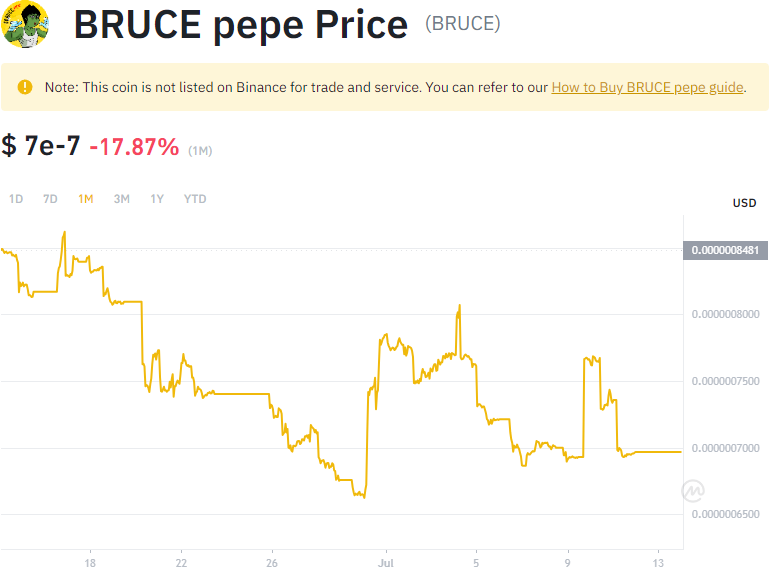 BRUCE pepe Price (BRUCE)
Note: This coin is not listed on Binance for trade and service. You can refer to our How to Buy BRUCE pepe guide.
$ 7e-7 -17.87% (1M)
1D 7D 1M 3M 1Y YTD
USD
0.0000008481
0.0000008000
0.0000007500
0.0000007000
0.0000006500
18 22 26 Jul 5 9 13